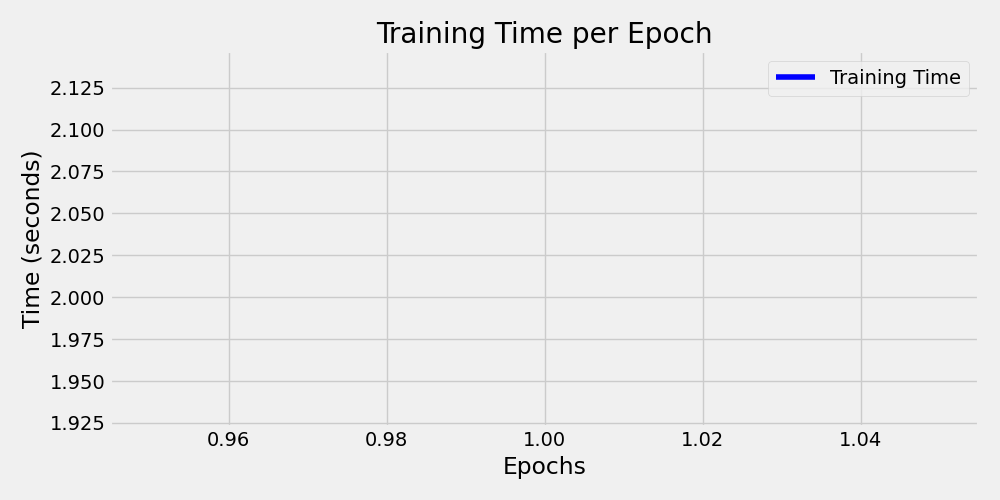 Training Time per Epoch
Training Time
2.125
2.100
2.075
2.050
2.025
2.000
1.975
1.950
1.925
Time (seconds)
0.96 0.98 1.00 1.02 1.04
Epochs